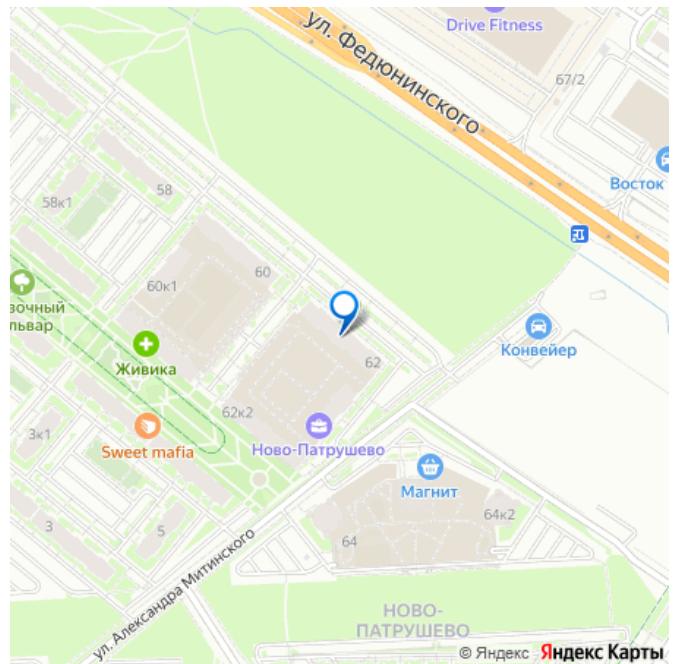 Drive Fitness
ул. Федюнинского
67/2
Восток
58
58к1
60
60к1
зочный
львар
Живика
Конвейер
62
62к2
3к1
Sweet mafia
Ново-Патрушево
Магнит
64к2
3
5
64
ул. Александра Митинского
НОВО-
ПАТРУШЕВО
© Яндекс Яндекс Карты